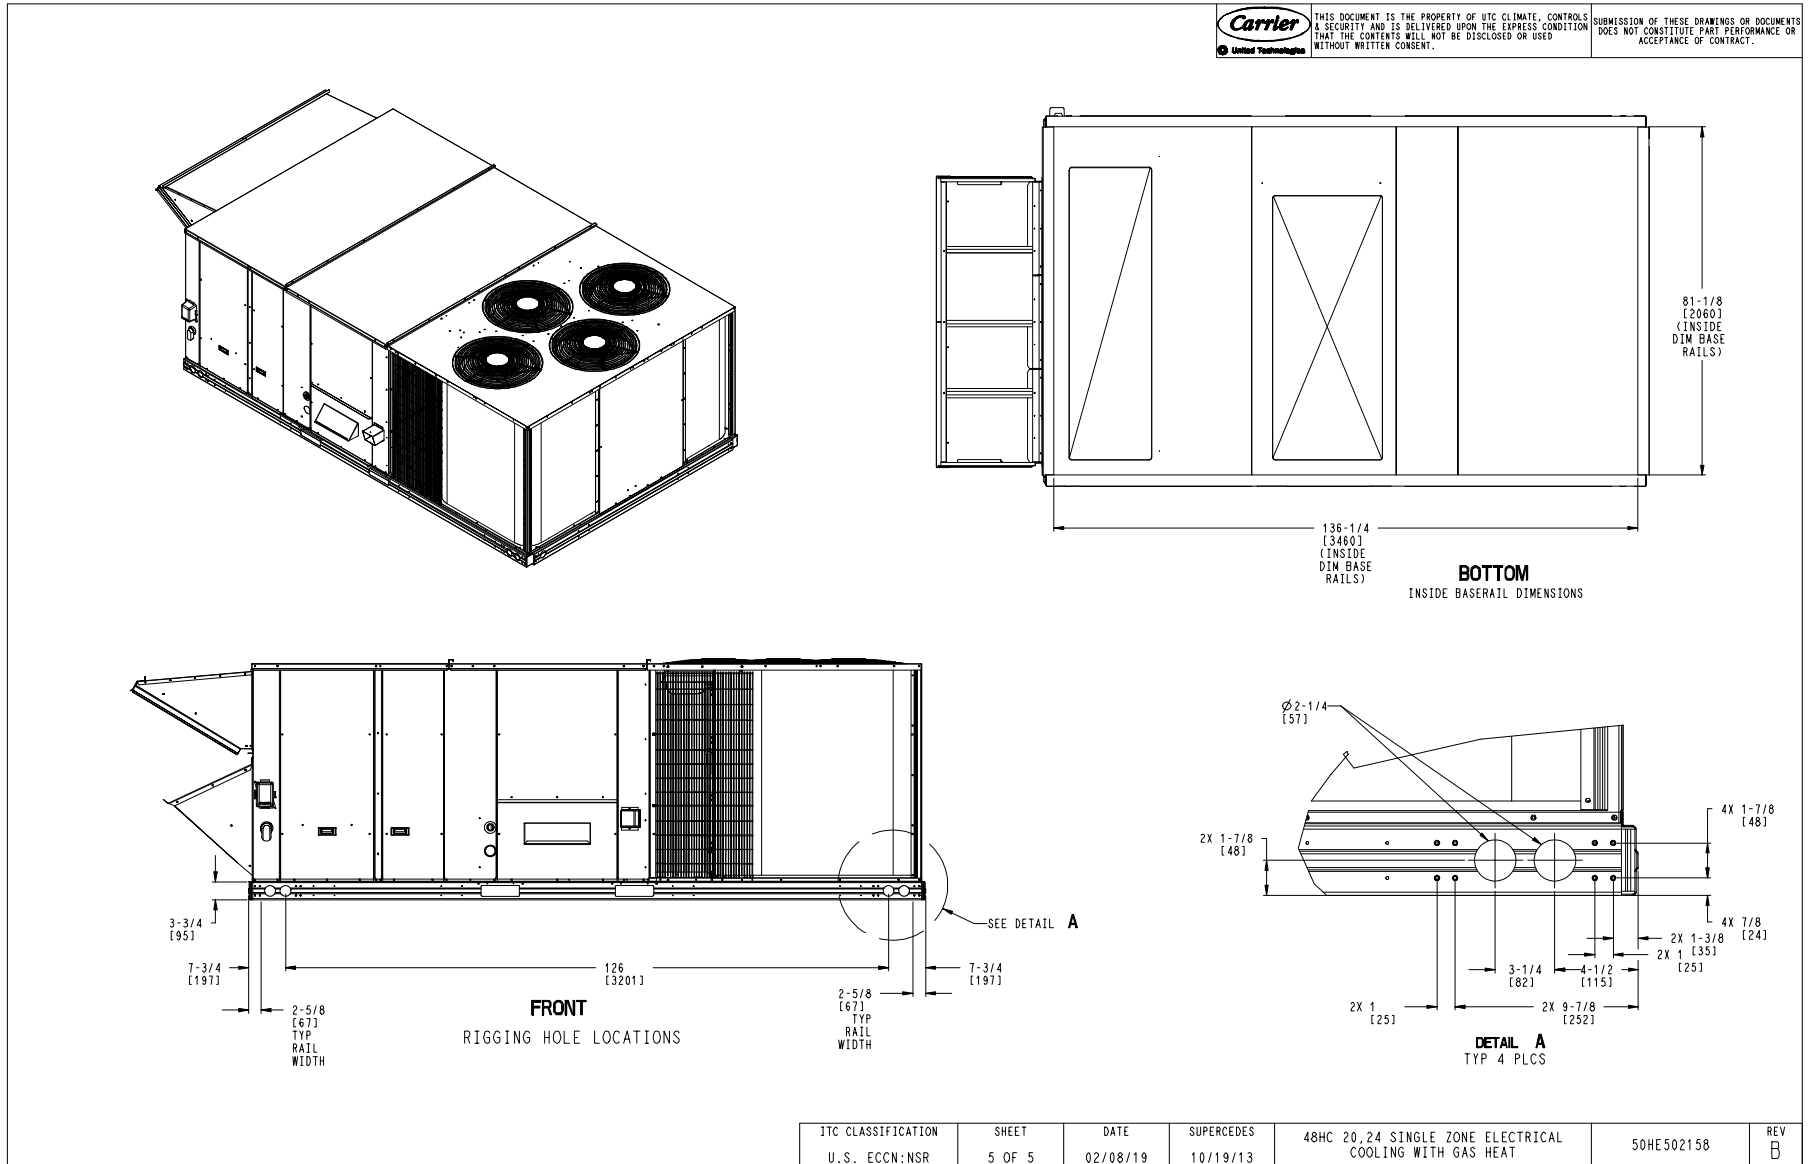 Carrier
United Technologies
THIS DOCUMENT IS THE PROPERTY OF UTC CLIMATE, CONTROLS
& SECURITY AND IS DELIVERED UPON THE EXPRESS CONDITION
THAT THE CONTENTS WILL NOT BE DISCLOSED OR USED
WITHOUT WRITTEN CONSENT.
SUBMISSION OF THESE DRAWINGS OR DOCUMENTS
DOES NOT CONSTITUTE PART PERFORMANCE OR
ACCEPTANCE OF CONTRACT.
81-1/8
[2060]
(INSIDE
DIM BASE
RAILS)
136-1/4
[3460]
(INSIDE
DIM BASE
RAILS)
BOTTOM
INSIDE BASERAIL DIMENSIONS
3-3/4
[95]
7-3/4
[197]
2-5/8
[67]
TYP
RAIL
WIDTH
126
[3201]
FRONT
RIGGING HOLE LOCATIONS
2-5/8
[67]
TYP
RAIL
WIDTH
7-3/4
[197]
SEE DETAIL A
Ø2-1/4
[57]
2X 1-7/8
[48]
4X 1-7/8
[48]
4X 7/8
[24]
2X 1-3/8
[35]
2X 1
[25]
3-1/4
[82]
4-1/2
[115]
2X 1
[25]
2X 9-7/8
[252]
DETAIL A
TYP 4 PLCS
ITC CLASSIFICATION
U.S. ECCN:NSR
SHEET
5 OF 5
DATE
02/08/19
SUPERCEDES
10/19/13
48HC 20,24 SINGLE ZONE ELECTRICAL
COOLING WITH GAS HEAT
50HE502158
REV
B